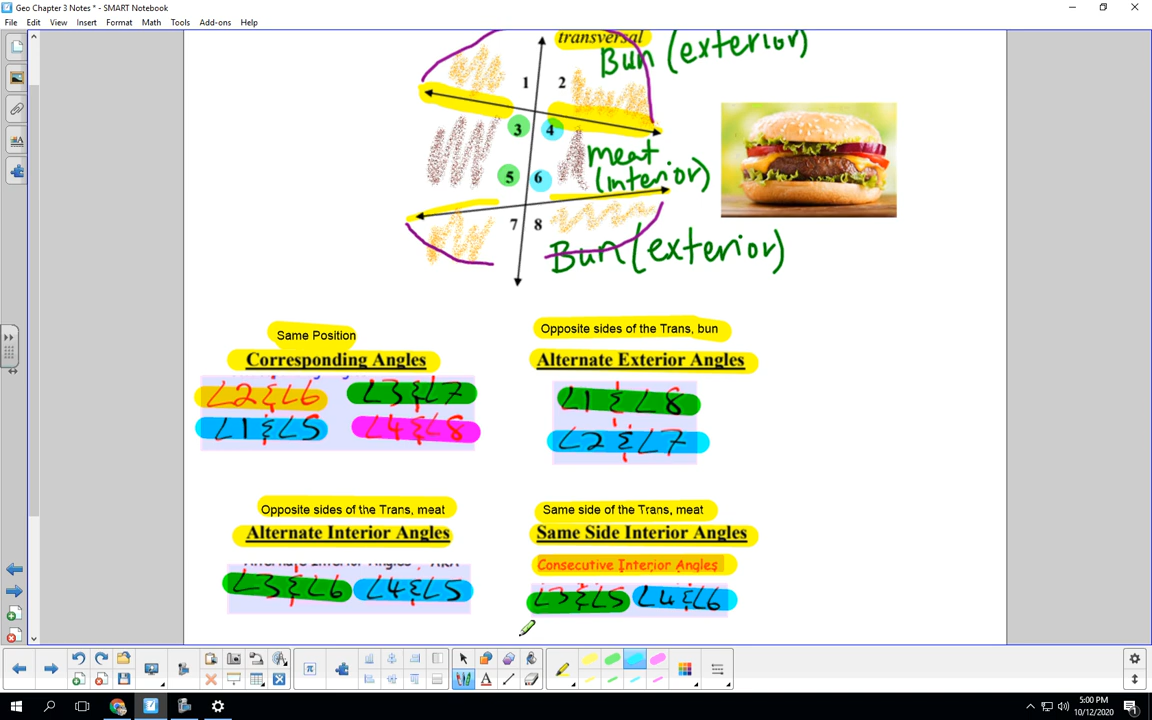 Geo Chapter 3 Notes * - SMART Notebook
File Edit View Insert Format Math Tools Add-ons Help
transversal
Bun (exterior)
1 2
3 4
meat
(interior)
5 6
7 8
Bun (exterior)
Same Position
Corresponding Angles
∠2 & ∠6 ∠3 & ∠7
∠1 & ∠5 ∠4 & ∠8
Opposite sides of the Trans, bun
Alternate Exterior Angles
∠1 & ∠8
∠2 & ∠7
Opposite sides of the Trans, meat
Alternate Interior Angles
∠3 & ∠6 ∠4 & ∠5
Same side of the Trans, meat
Same Side Interior Angles
Consecutive Interior Angles
∠3 & ∠5 ∠4 & ∠6
5:00 PM
10/12/2020